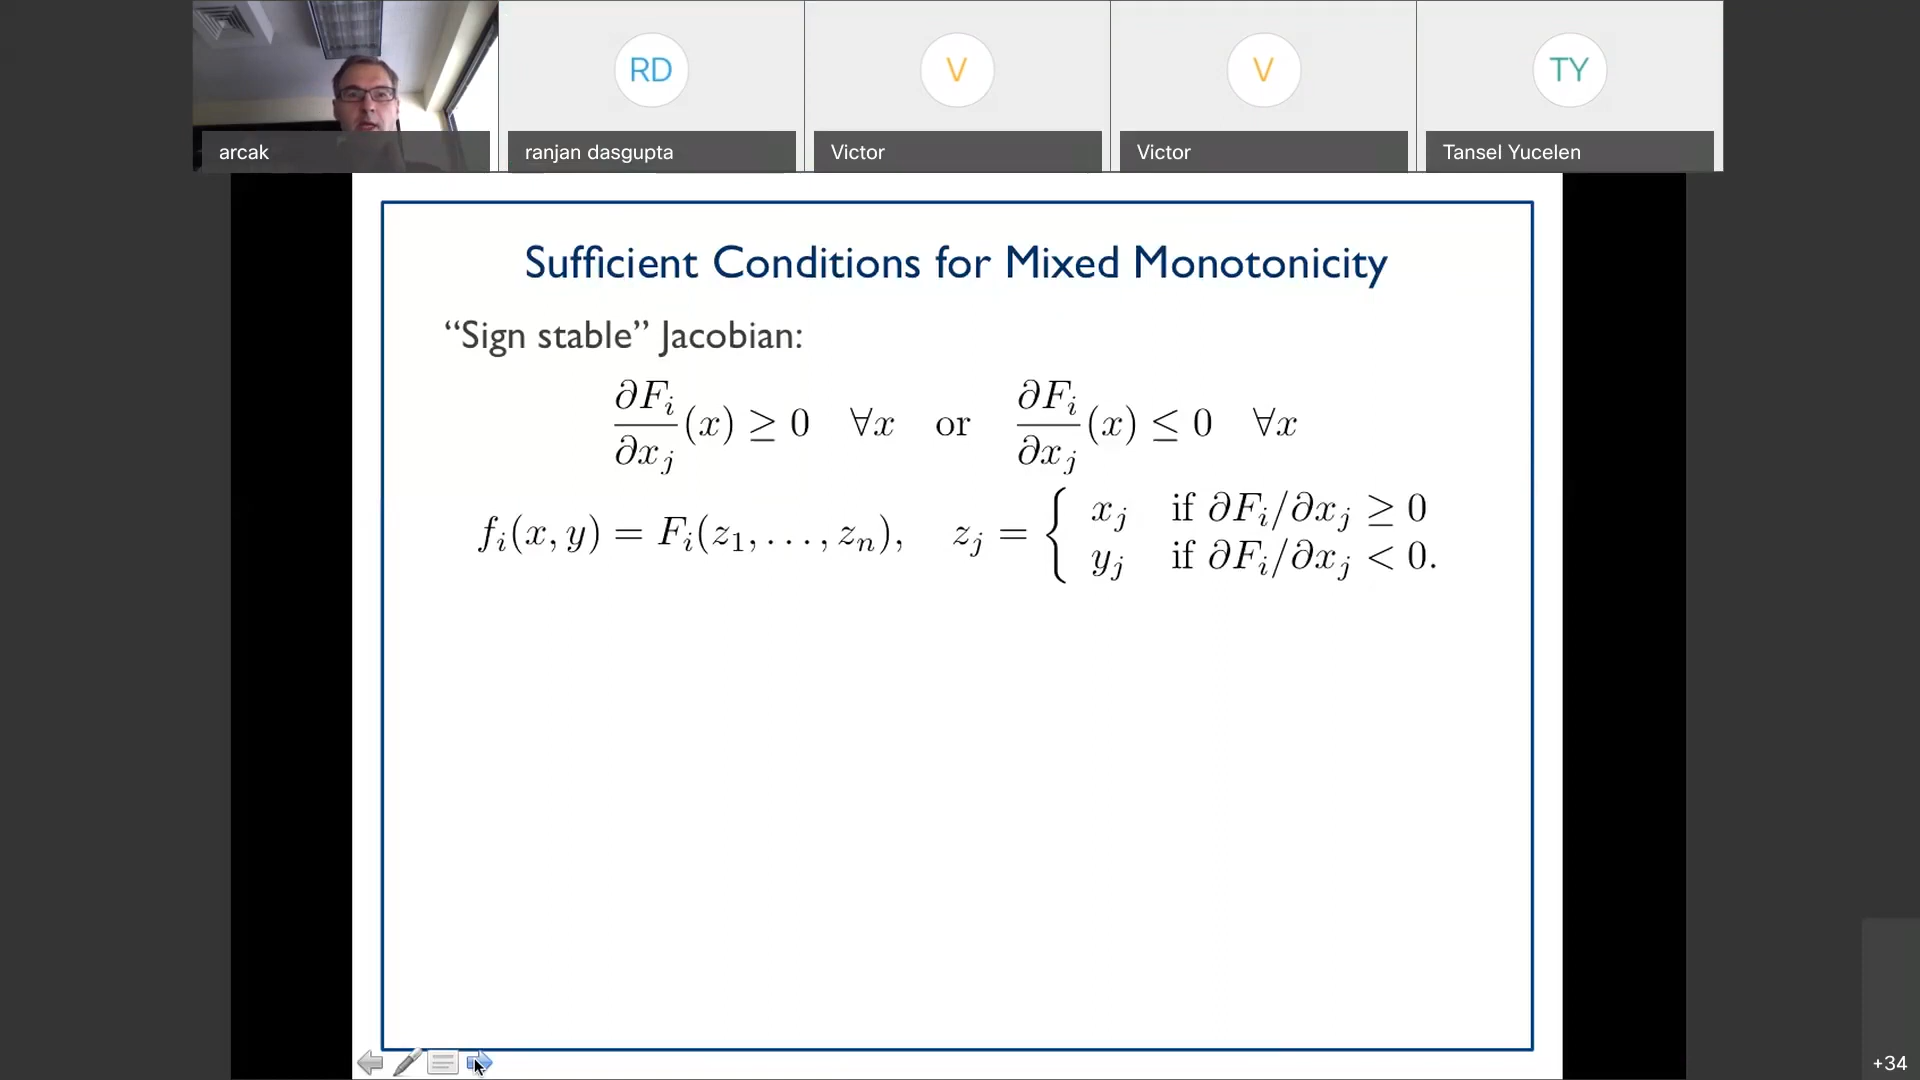 RD
V
V
TY
arcak
ranjan dasgupta
Victor
Victor
Tansel Yucelen
Sufficient Conditions for Mixed Monotonicity
“Sign stable” Jacobian:
∂F_i/∂x_j (x) ≥ 0 ∀x or ∂F_i/∂x_j (x) ≤ 0 ∀x
f_i(x, y) = F_i(z_1, . . . , z_n), z_j = { x_j if ∂F_i/∂x_j ≥ 0
y_j if ∂F_i/∂x_j < 0.
+34